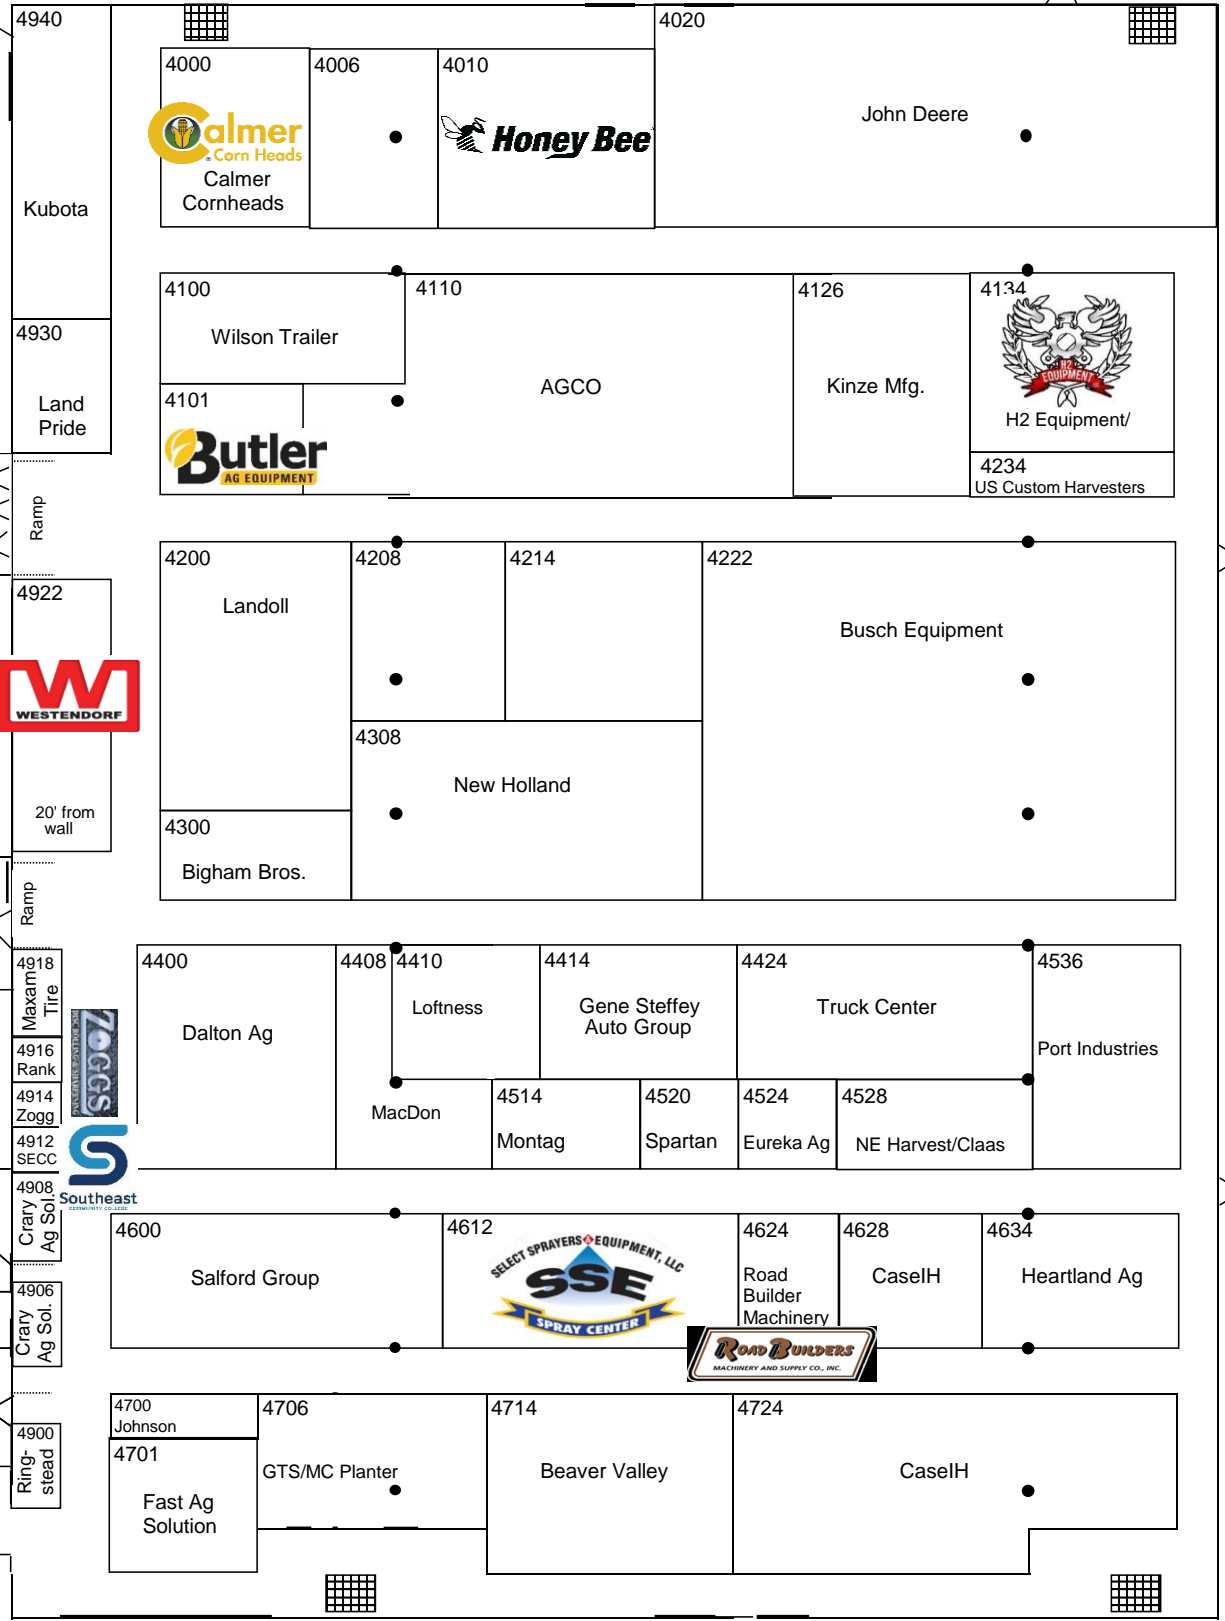 4940
Kubota
4930
Land
Pride
Ramp
4922
WESTENDORF
20' from
wall
Ramp
4918
Maxam
Tire
4916
Rank
4914
Zogg
4912
SECC
4908
Crary
Ag Sol.
4906
Crary
Ag Sol.
4900
Ring-
stead
ZOGGS
Southeast
COMMUNITY COLLEGE
4000
Calmer
Corn Heads
Calmer
Cornheads
4006
4010
Honey Bee
4020
John Deere
4100
Wilson Trailer
4101
Butler
AG EQUIPMENT
4110
AGCO
4126
Kinze Mfg.
4134
H2
EQUIPMENT
H2 Equipment/
4234
US Custom Harvesters
4200
Landoll
4208
4214
4222
Busch Equipment
4308
New Holland
4300
Bigham Bros.
4400
Dalton Ag
4408
MacDon
4410
Loftness
4414
Gene Steffey
Auto Group
4424
Truck Center
4536
Port Industries
4514
Montag
4520
Spartan
4524
Eureka Ag
4528
NE Harvest/Claas
4600
Salford Group
4612
SELECT SPRAYERS & EQUIPMENT, LLC
SSE
SPRAY CENTER
4624
Road
Builder
Machinery
ROAD BUILDERS
MACHINERY AND SUPPLY CO., INC.
4628
CaseIH
4634
Heartland Ag
4700
Johnson
4701
Fast Ag
Solution
4706
GTS/MC Planter
4714
Beaver Valley
4724
CaseIH